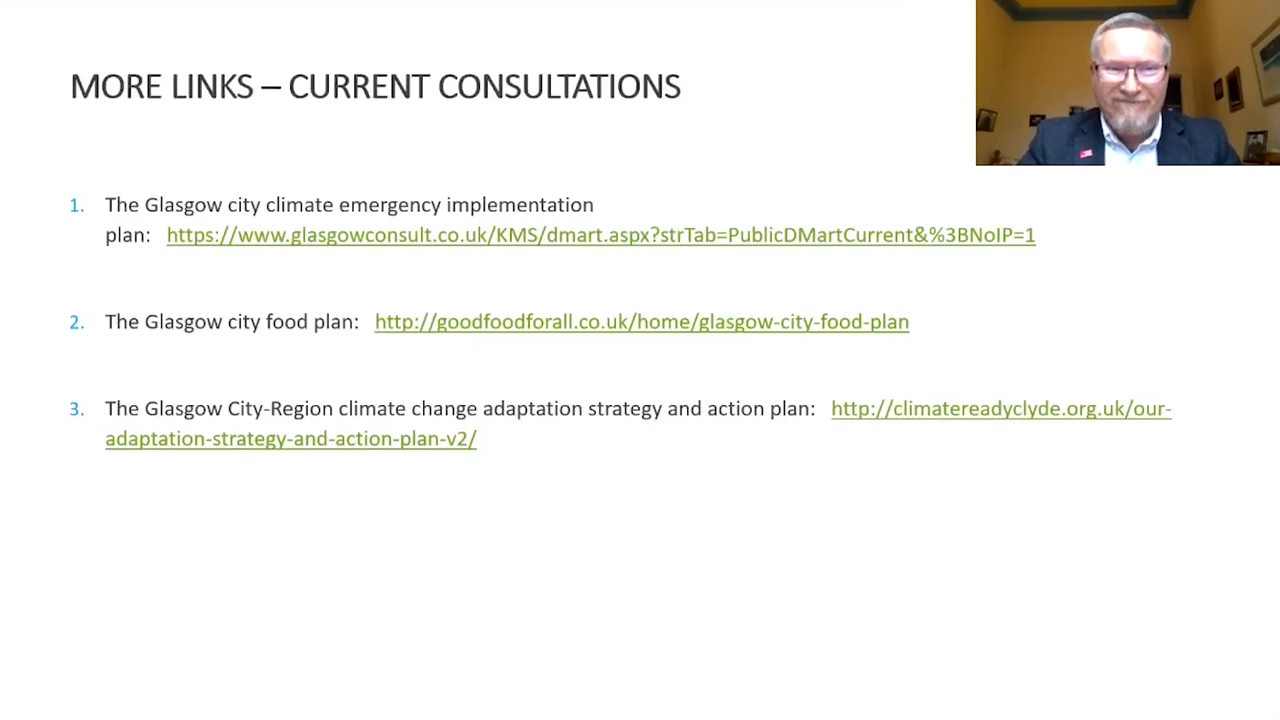 MORE LINKS – CURRENT CONSULTATIONS
1. The Glasgow city climate emergency implementation
plan: https://www.glasgowconsult.co.uk/KMS/dmart.aspx?strTab=PublicDMartCurrent&%3BNoIP=1
2. The Glasgow city food plan: http://goodfoodforall.co.uk/home/glasgow-city-food-plan
3. The Glasgow City-Region climate change adaptation strategy and action plan: http://climatereadyclyde.org.uk/our-
adaptation-strategy-and-action-plan-v2/